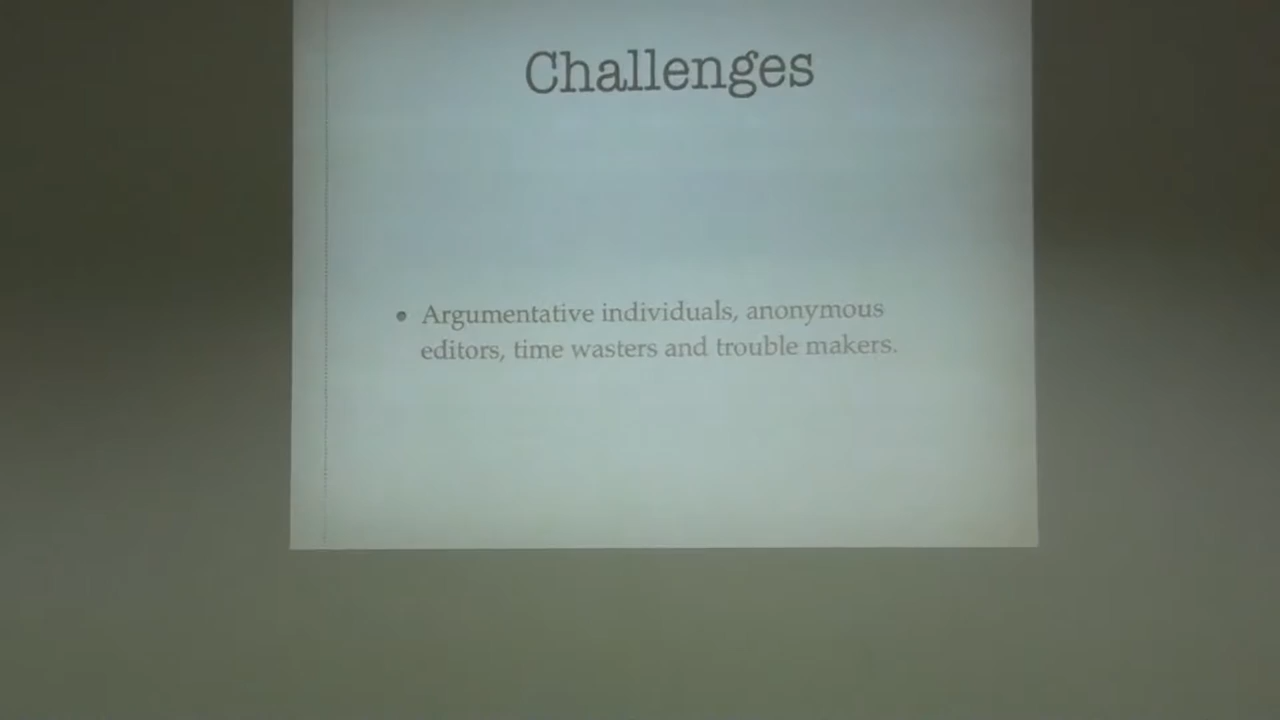 Challenges
• Argumentative individuals, anonymous
editors, time wasters and trouble makers.